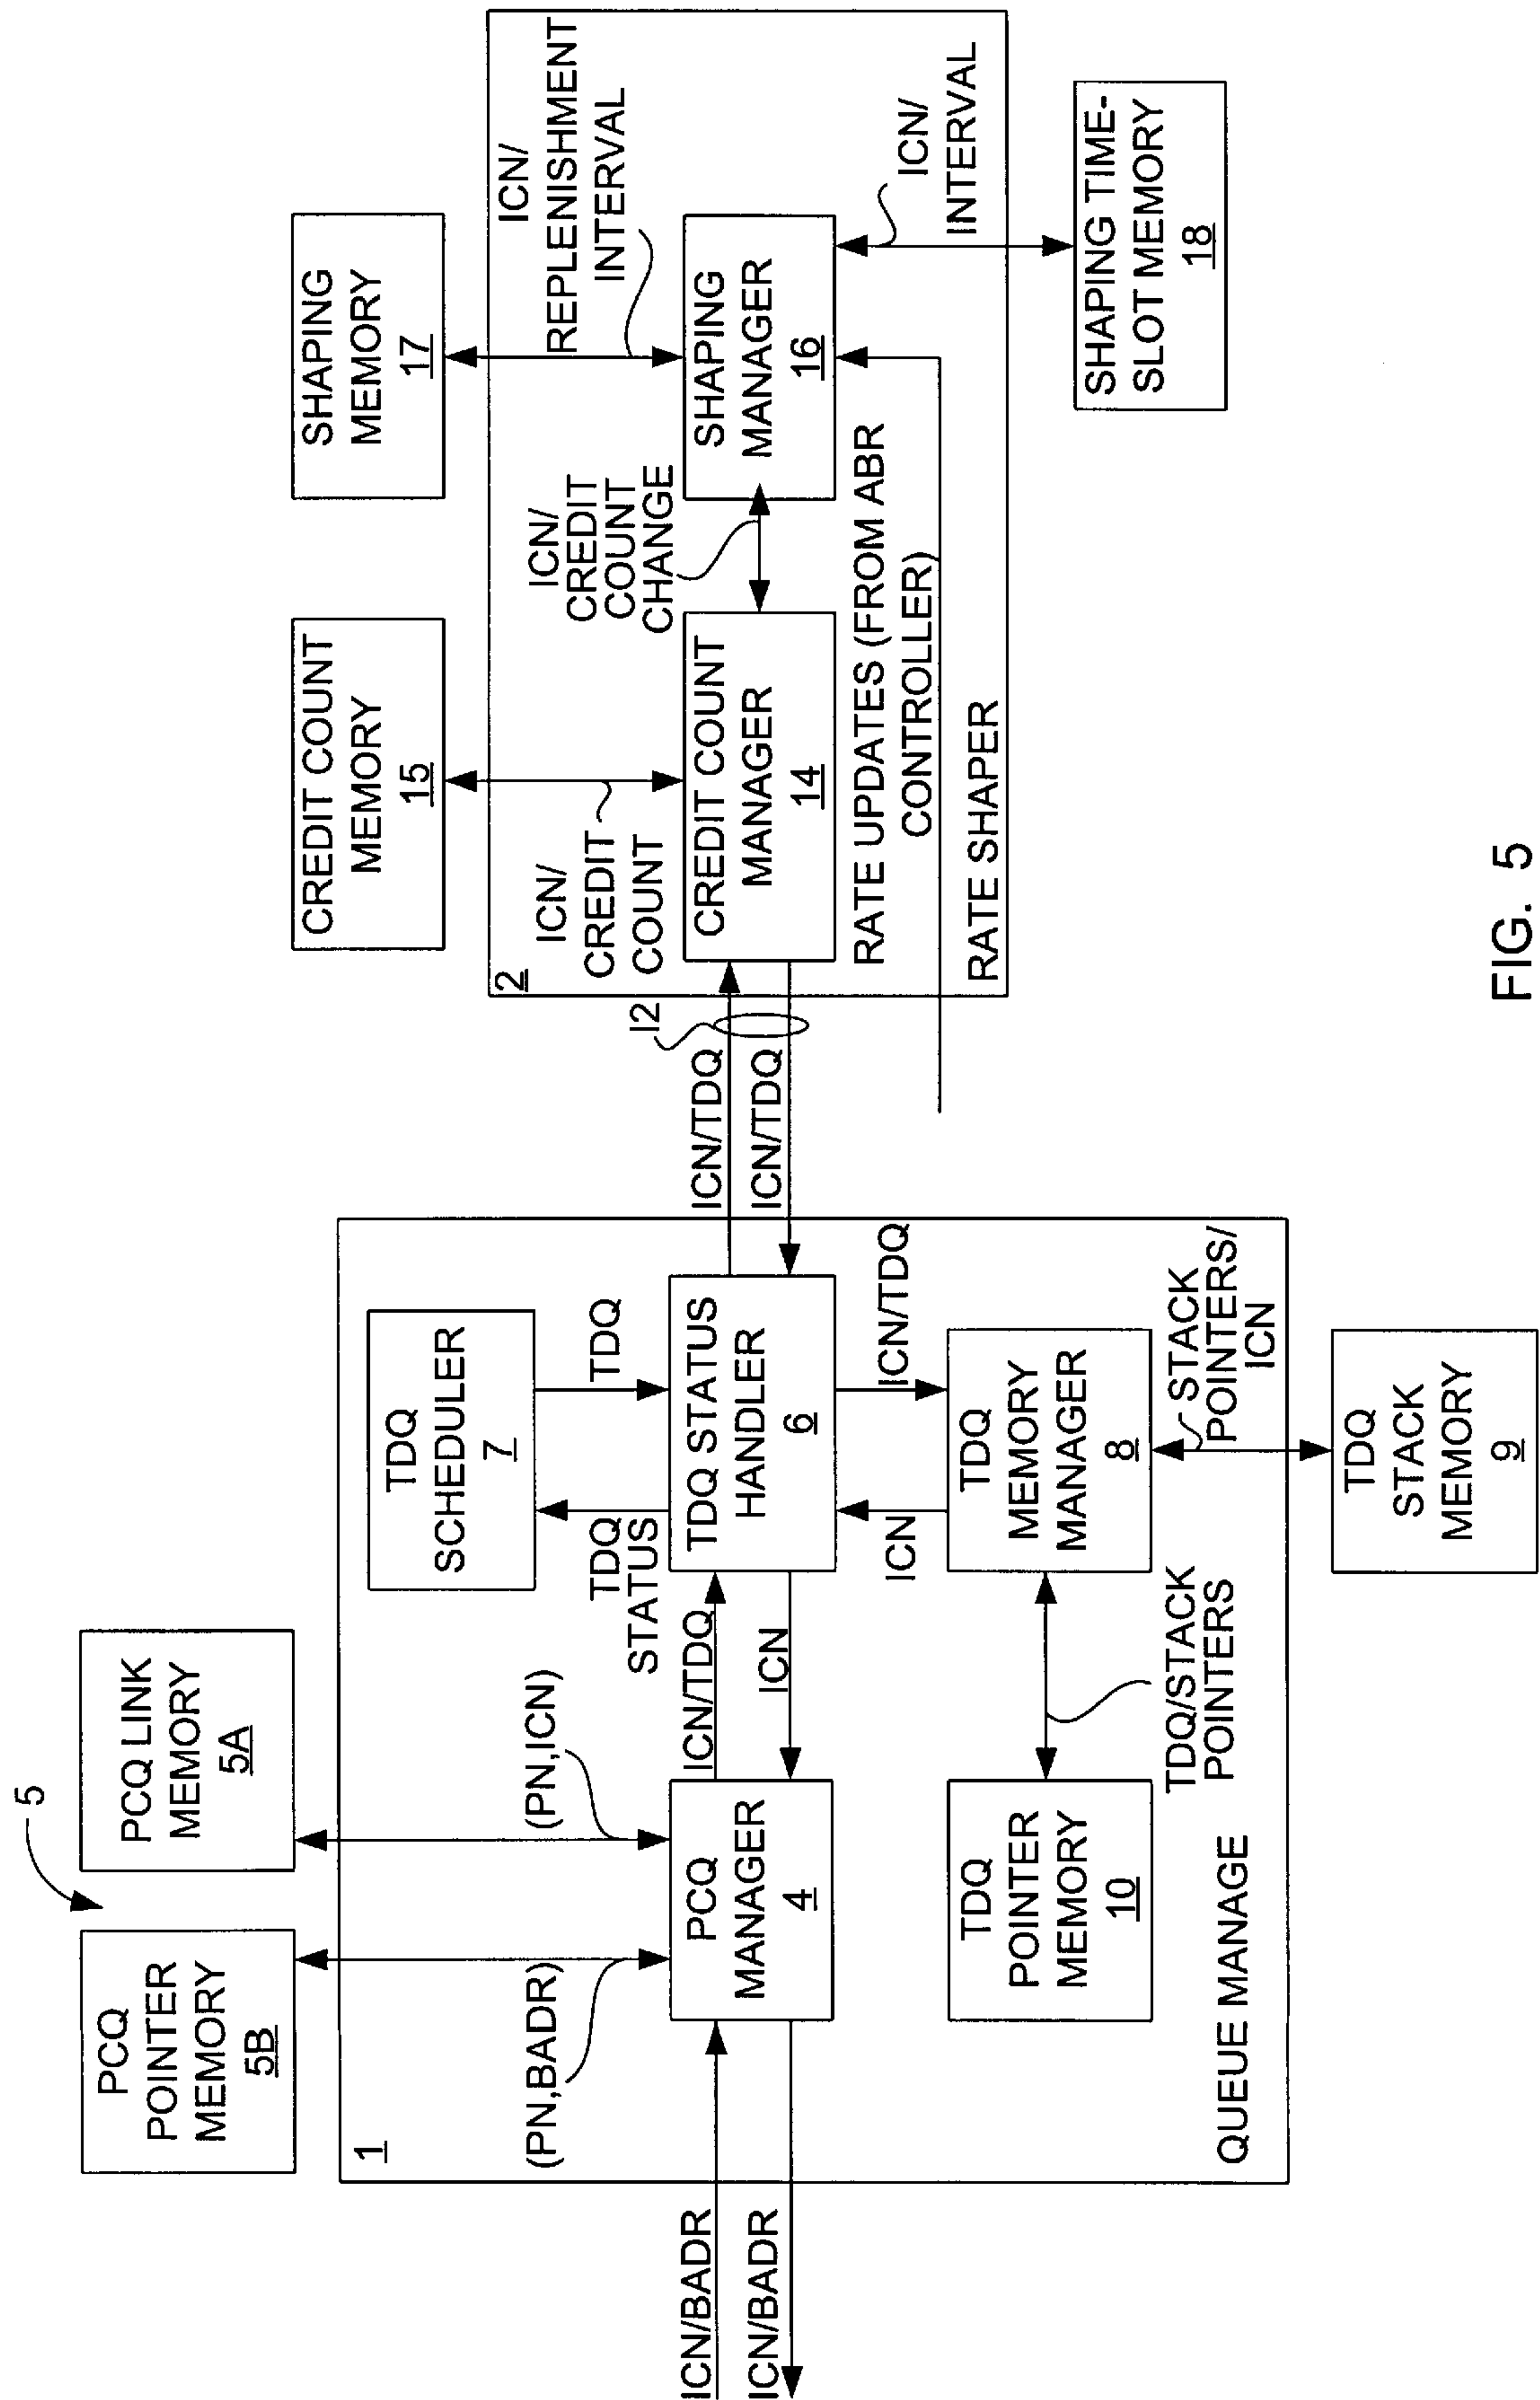 5
PCQ
POINTER
MEMORY
5B
PCQ LINK
MEMORY
5A
CREDIT COUNT
MEMORY
15
SHAPING
MEMORY
17
1
(PN,BADR)
(PN,ICN)
TDQ
SCHEDULER
7
TDQ
STATUS
TDQ
2
ICN/
CREDIT
COUNT
ICN/
CREDIT
COUNT
CHANGE
ICN/
REPLENISHMENT
INTERVAL
ICN/BADR
ICN/BADR
PCQ
MANAGER
4
ICN/TDQ
ICN
TDQ STATUS
HANDLER
6
ICN/TDQ
ICN/TDQ
I2
CREDIT COUNT
MANAGER
14
SHAPING
MANAGER
16
ICN
ICN/TDQ
RATE UPDATES (FROM ABR
CONTROLLER)
ICN/
INTERVAL
TDQ
POINTER
MEMORY
10
TDQ
MEMORY
MANAGER
8
TDQ/STACK
POINTERS
STACK
POINTERS/
ICN
RATE SHAPER
QUEUE MANAGE
TDQ
STACK
MEMORY
9
SHAPING TIME-
SLOT MEMORY
18
FIG. 5